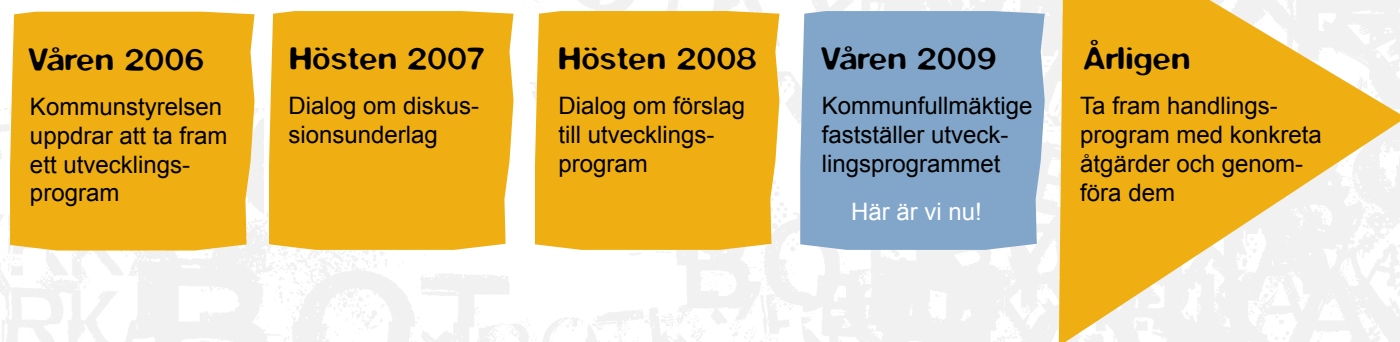 Våren 2006
Kommunstyrelsen
uppdrar att ta fram
ett utvecklings-
program
Hösten 2007
Dialog om diskus-
sionsunderlag
Hösten 2008
Dialog om förslag
till utvecklings-
program
Våren 2009
Kommunfullmäktige
fastställer utveck-
lingsprogrammet
Här är vi nu!
Årligen
Ta fram handlings-
program med konkreta
åtgärder och genom-
föra dem